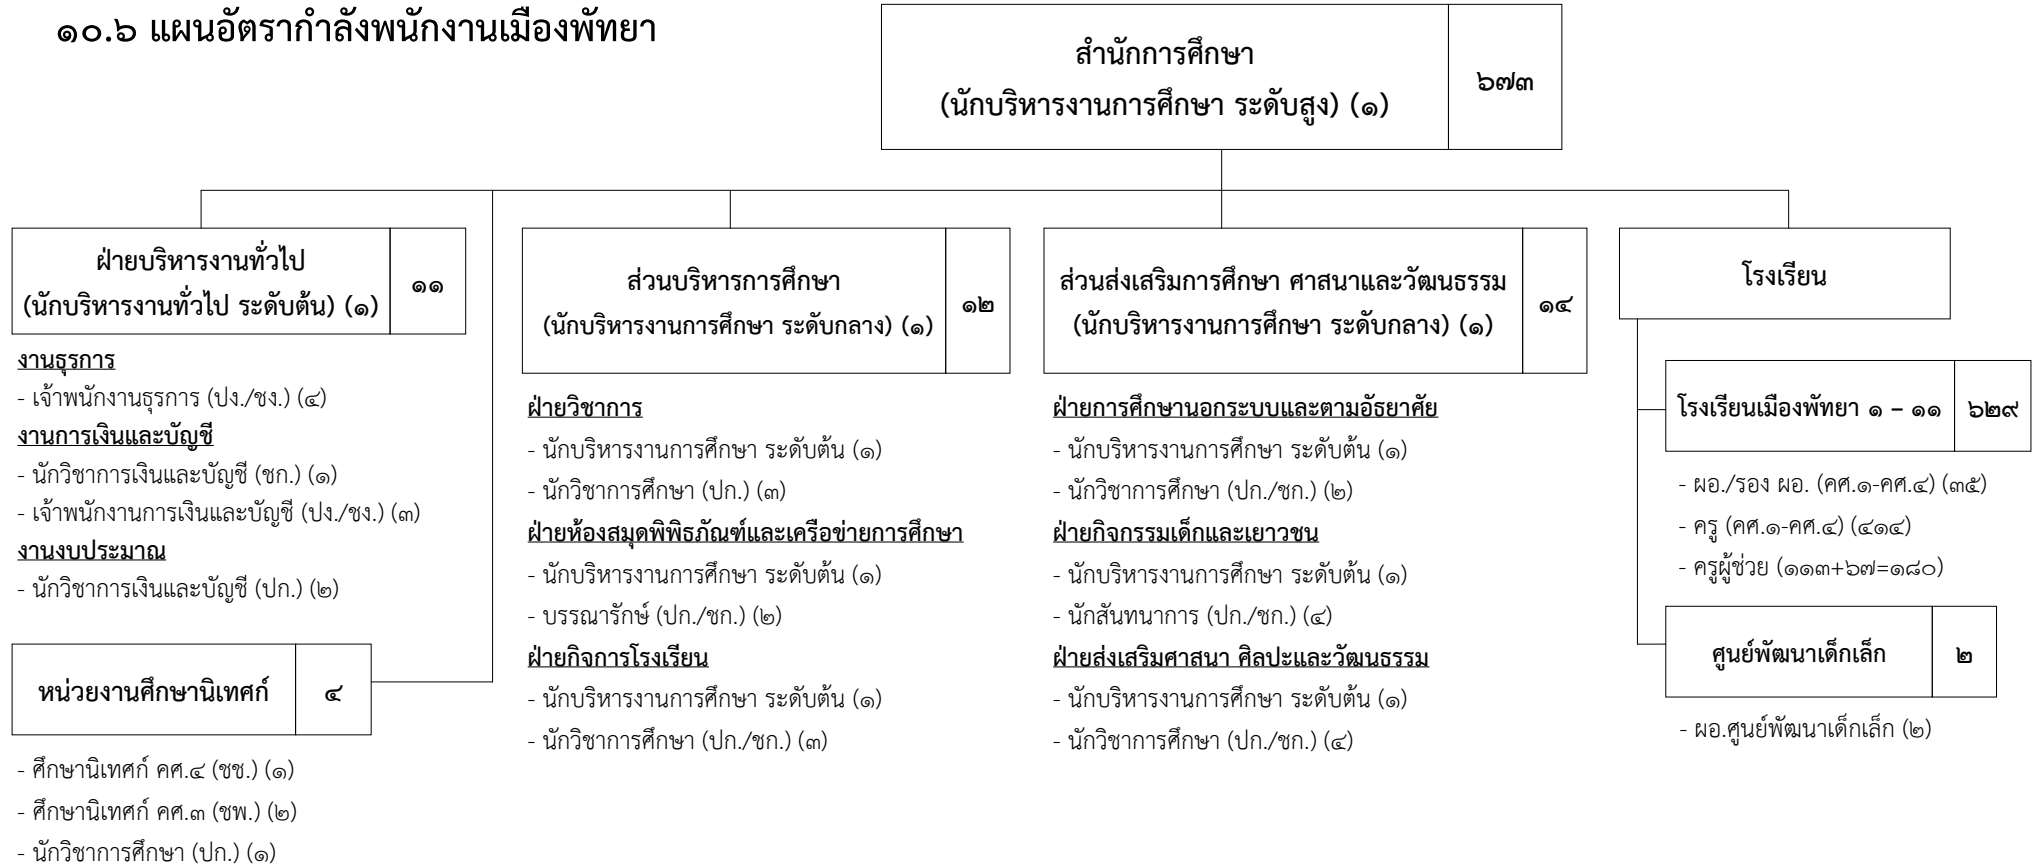 ๑๐.๖ แผนอัตรากำลังพนักงานเมืองพัทยา
สำนักการศึกษา
(นักบริหารงานการศึกษา ระดับสูง) (๑)
๖๗๓
ฝ่ายบริหารงานทั่วไป
(นักบริหารงานทั่วไป ระดับต้น) (๑)
๑๑
งานธุรการ
- เจ้าพนักงานธุรการ (ปง./ชง.) (๔)
งานการเงินและบัญชี
- นักวิชาการเงินและบัญชี (ชก.) (๑)
- เจ้าพนักงานการเงินและบัญชี (ปง./ชง.) (๓)
งานงบประมาณ
- นักวิชาการเงินและบัญชี (ปก.) (๒)
หน่วยงานศึกษานิเทศก์
๔
- ศึกษานิเทศก์ คศ.๔ (ชช.) (๑)
- ศึกษานิเทศก์ คศ.๓ (ชพ.) (๒)
- นักวิชาการศึกษา (ปก.) (๑)
ส่วนบริหารการศึกษา
(นักบริหารงานการศึกษา ระดับกลาง) (๑)
๑๒
ฝ่ายวิชาการ
- นักบริหารงานการศึกษา ระดับต้น (๑)
- นักวิชาการศึกษา (ปก.) (๓)
ฝ่ายห้องสมุดพิพิธภัณฑ์และเครือข่ายการศึกษา
- นักบริหารงานการศึกษา ระดับต้น (๑)
- บรรณารักษ์ (ปก./ชก.) (๒)
ฝ่ายกิจการโรงเรียน
- นักบริหารงานการศึกษา ระดับต้น (๑)
- นักวิชาการศึกษา (ปก./ชก.) (๓)
ส่วนส่งเสริมการศึกษา ศาสนาและวัฒนธรรม
(นักบริหารงานการศึกษา ระดับกลาง) (๑)
๑๔
ฝ่ายการศึกษานอกระบบและตามอัธยาศัย
- นักบริหารงานการศึกษา ระดับต้น (๑)
- นักวิชาการศึกษา (ปก./ชก.) (๒)
ฝ่ายกิจกรรมเด็กและเยาวชน
- นักบริหารงานการศึกษา ระดับต้น (๑)
- นักสันทนาการ (ปก./ชก.) (๔)
ฝ่ายส่งเสริมศาสนา ศิลปะและวัฒนธรรม
- นักบริหารงานการศึกษา ระดับต้น (๑)
- นักวิชาการศึกษา (ปก./ชก.) (๔)
โรงเรียน
โรงเรียนเมืองพัทยา ๑ – ๑๑
๖๒๙
- ผอ./รอง ผอ. (คศ.๑-คศ.๔) (๓๕)
- ครู (คศ.๑-คศ.๔) (๔๑๔)
- ครูผู้ช่วย (๑๑๓+๖๗=๑๘๐)
ศูนย์พัฒนาเด็กเล็ก
๒
- ผอ.ศูนย์พัฒนาเด็กเล็ก (๒)